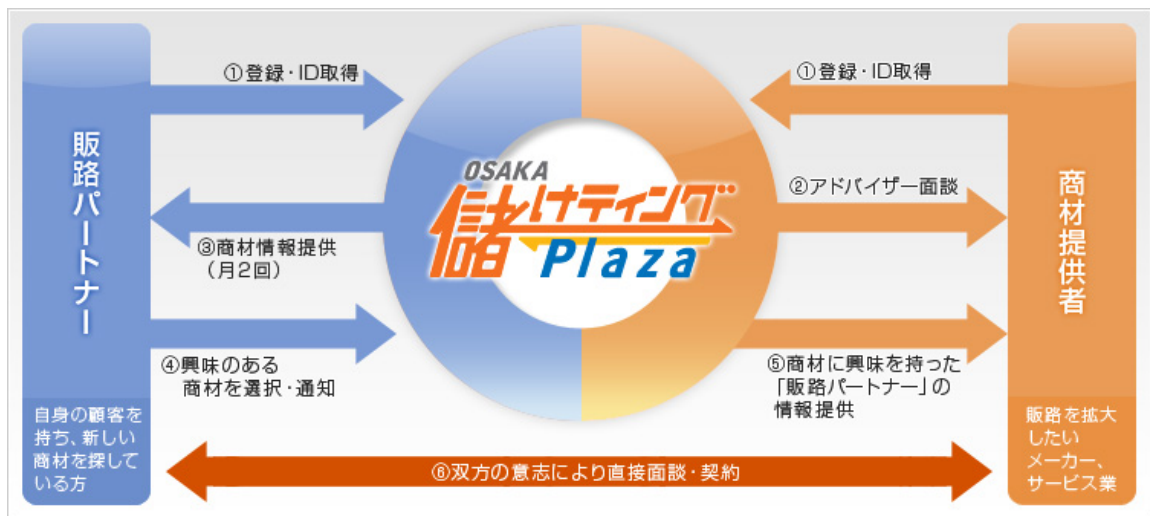 販路パートナー
自身の顧客を
持ち、新しい
商材を探して
いる方
①登録・ID取得
③商材情報提供
（月2回）
④興味のある
商材を選択・通知
OSAKA
儲けティング
Plaza
①登録・ID取得
②アドバイザー面談
⑤商材に興味を持った
「販路パートナー」の
情報提供
⑥双方の意志により直接面談・契約
商材提供者
販路を拡大
したい
メーカー、
サービス業